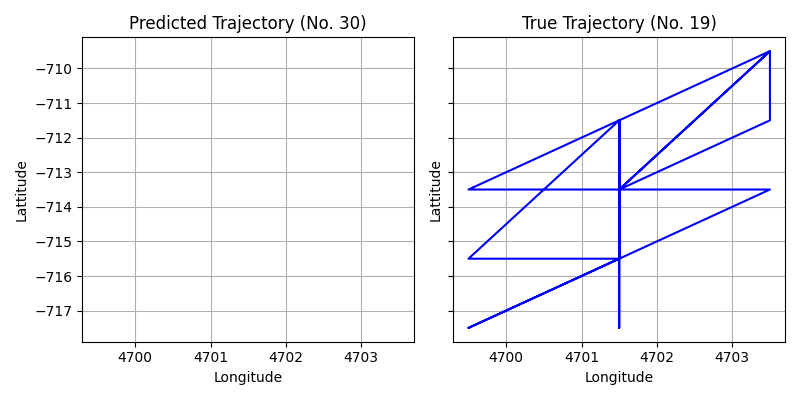 Predicted Trajectory (No. 30)
True Trajectory (No. 19)
−710
−711
−712
−713
−714
−715
−716
−717
Lattitude
Lattitude
4700 4701 4702 4703
4700 4701 4702 4703
Longitude
Longitude